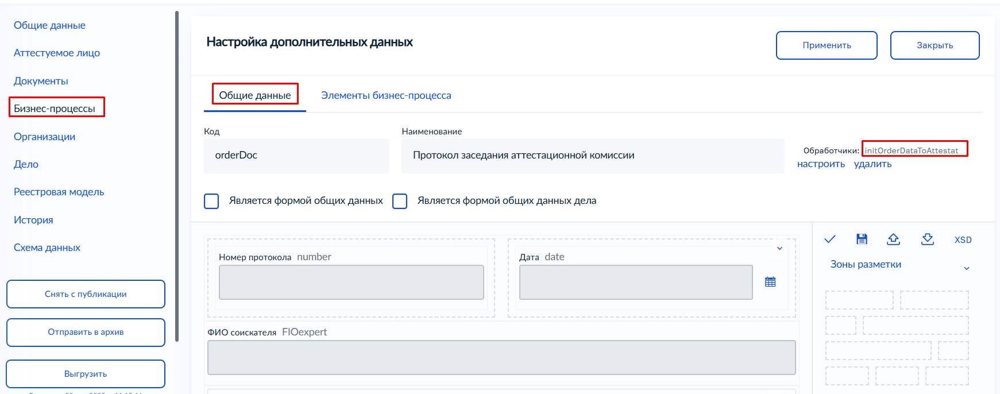 Общие данные
Аттестуемое лицо
Документы
Бизнес-процессы
Организации
Дело
Реестровая модель
История
Схема данных
Снять с публикации
Отправить в архив
Выгрузить
Настройка дополнительных данных
Применить
Закрыть
Общие данные
Элементы бизнес-процесса
Код
Наименование
orderDoc
Протокол заседания аттестационной комиссии
Обработчики: initOrderDataToAttestat
настроить удалить
Является формой общих данных
Является формой общих данных дела
Номер протокола number
Дата date
ФИО соискателя FIOexpert
XSD
Зоны разметки